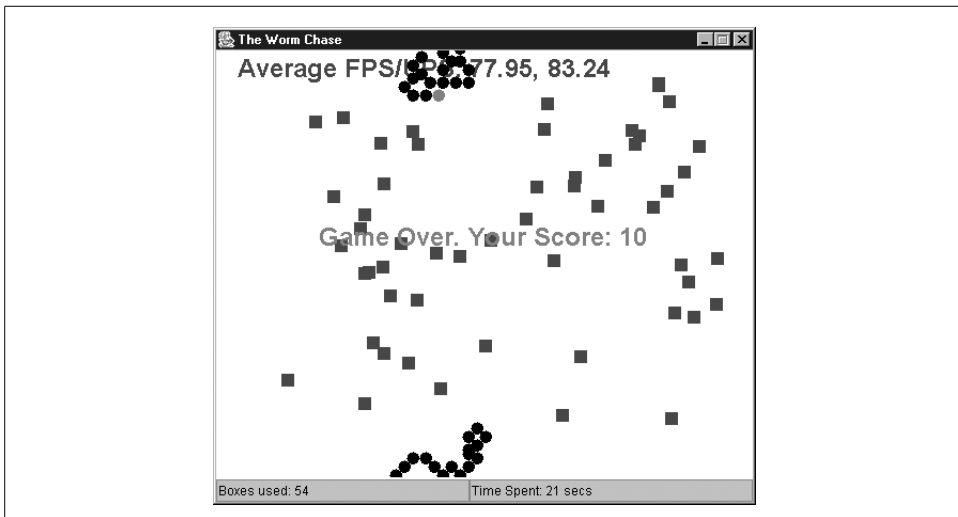 The Worm Chase
Average FPS/UPS: 77.95, 83.24
Game Over. Your Score: 10
Boxes used: 54
Time Spent: 21 secs